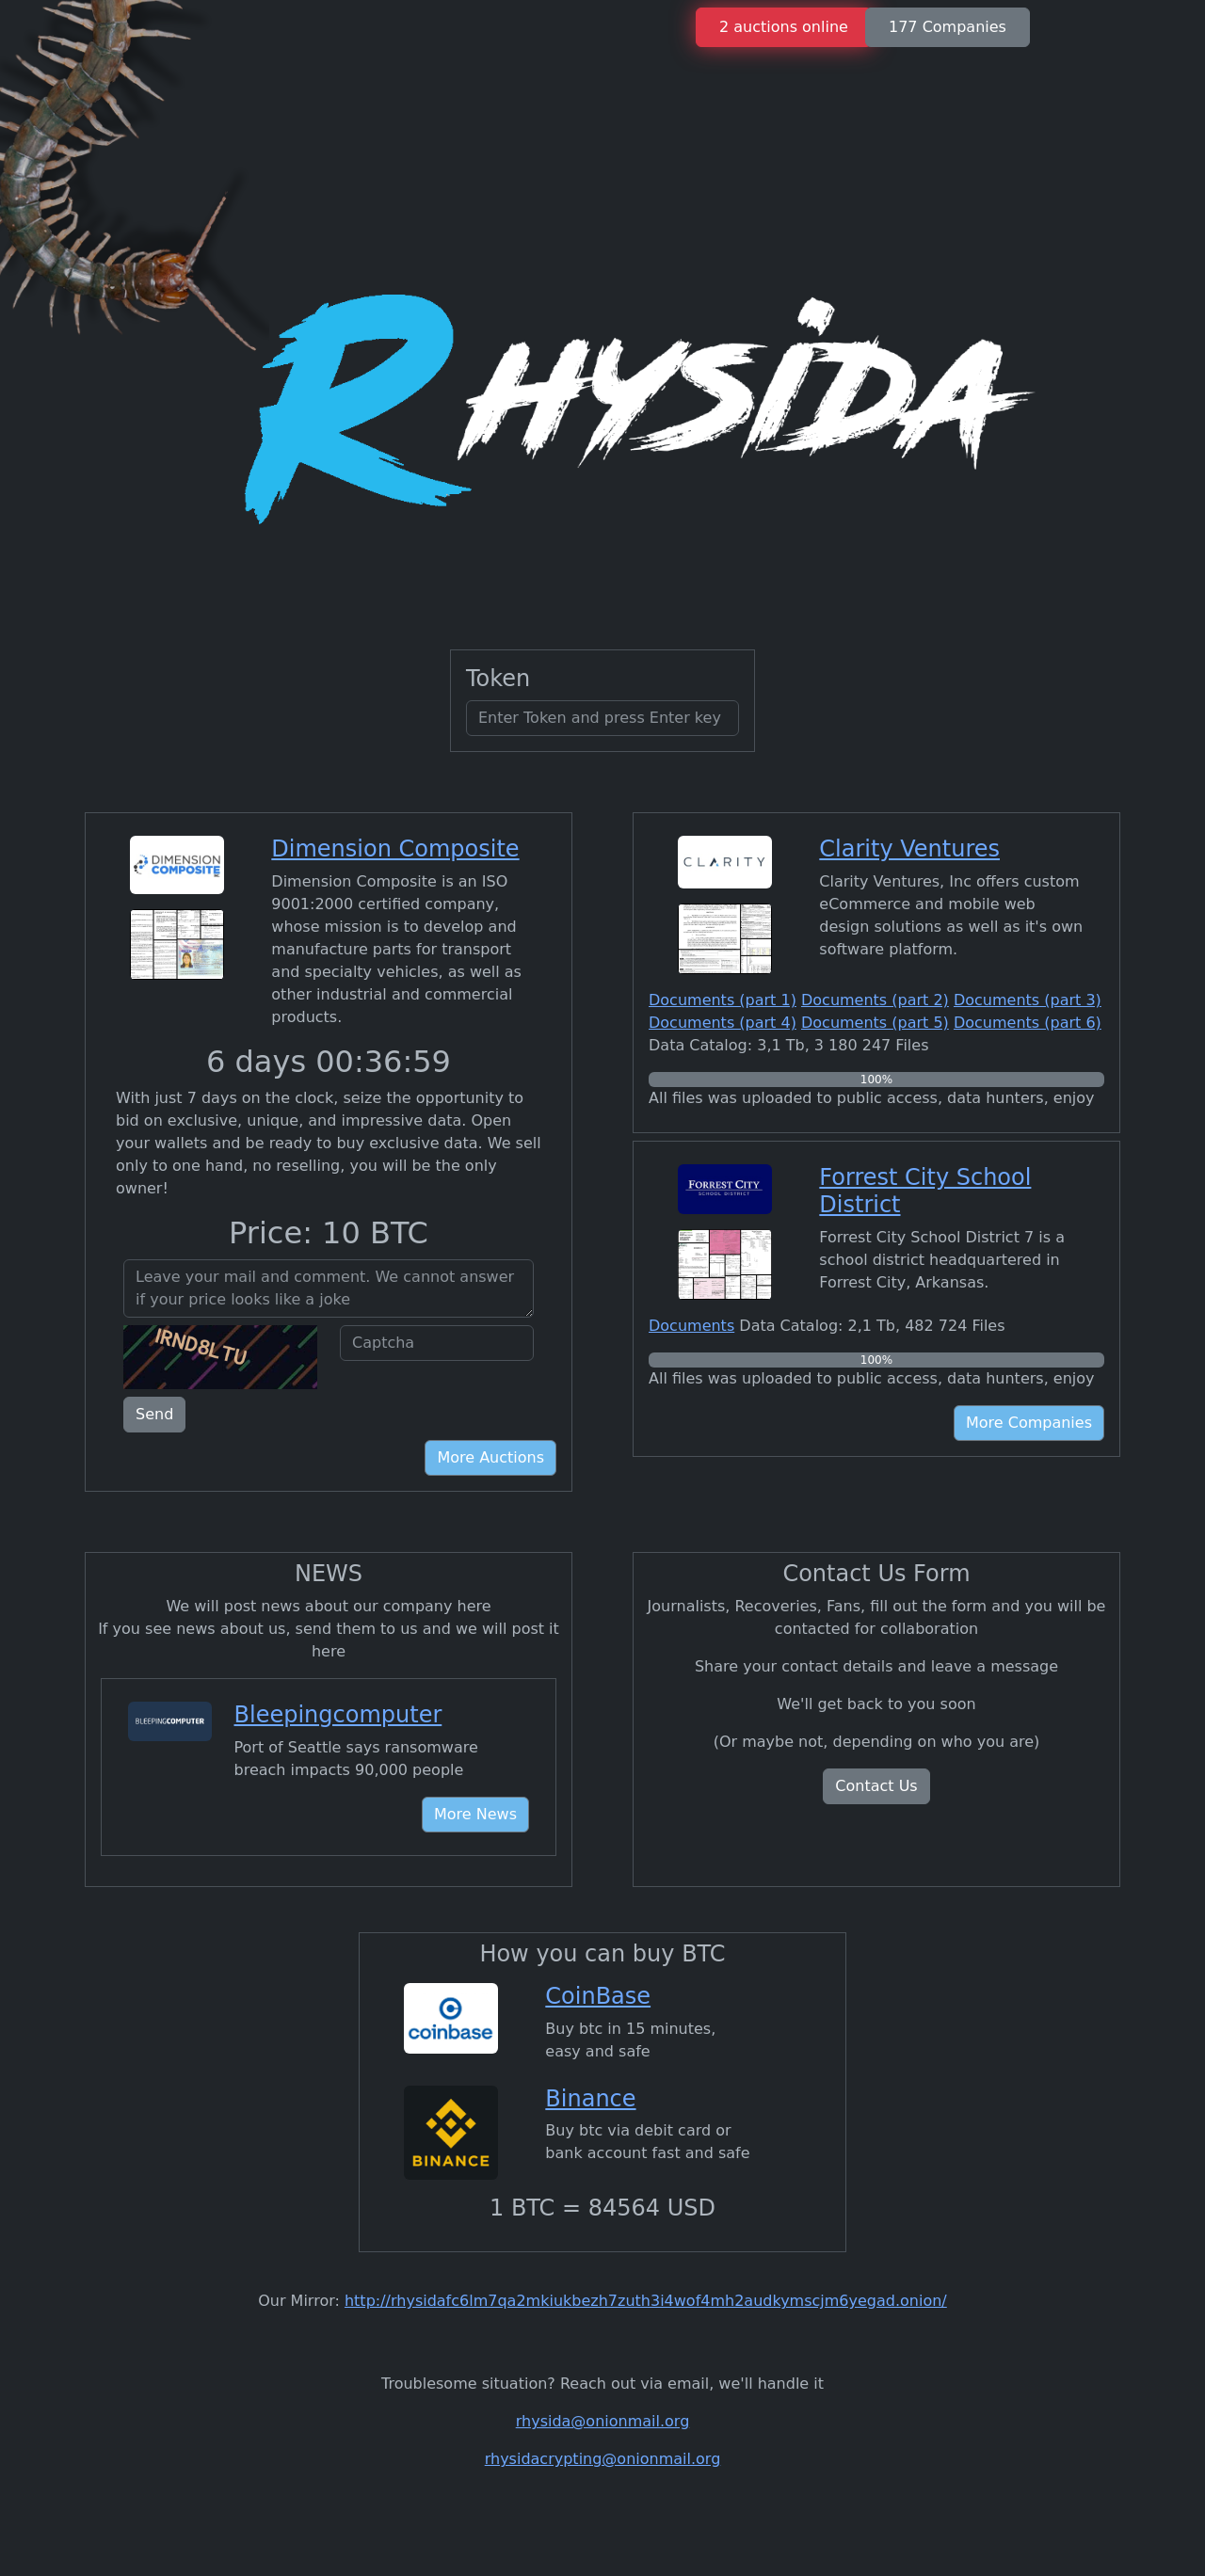 2 auctions online
177 Companies
RHYSIDA
Token
Enter Token and press Enter key
DIMENSION
COMPOSITE
Dimension Composite
Dimension Composite is an ISO
9001:2000 certified company,
whose mission is to develop and
manufacture parts for transport
and specialty vehicles, as well as
other industrial and commercial
products.
6 days 00:36:59
With just 7 days on the clock, seize the opportunity to
bid on exclusive, unique, and impressive data. Open
your wallets and be ready to buy exclusive data. We sell
only to one hand, no reselling, you will be the only
owner!
Price: 10 BTC
Leave your mail and comment. We cannot answer
if your price looks like a joke
IRND8LTU
Captcha
Send
More Auctions
CLARITY
Clarity Ventures
Clarity Ventures, Inc offers custom
eCommerce and mobile web
design solutions as well as it's own
software platform.
Documents (part 1) Documents (part 2) Documents (part 3)
Documents (part 4) Documents (part 5) Documents (part 6)
Data Catalog: 3,1 Tb, 3 180 247 Files
100%
All files was uploaded to public access, data hunters, enjoy
FORREST CITY
SCHOOL DISTRICT
Forrest City School
District
Forrest City School District 7 is a
school district headquartered in
Forrest City, Arkansas.
Documents Data Catalog: 2,1 Tb, 482 724 Files
100%
All files was uploaded to public access, data hunters, enjoy
More Companies
NEWS
We will post news about our company here
If you see news about us, send them to us and we will post it
here
BLEEPINGCOMPUTER
Bleepingcomputer
Port of Seattle says ransomware
breach impacts 90,000 people
More News
Contact Us Form
Journalists, Recoveries, Fans, fill out the form and you will be
contacted for collaboration
Share your contact details and leave a message
We'll get back to you soon
(Or maybe not, depending on who you are)
Contact Us
How you can buy BTC
coinbase
CoinBase
Buy btc in 15 minutes,
easy and safe
BINANCE
Binance
Buy btc via debit card or
bank account fast and safe
1 BTC = 84564 USD
Our Mirror: http://rhysidafc6lm7qa2mkiukbezh7zuth3i4wof4mh2audkymscjm6yegad.onion/
Troublesome situation? Reach out via email, we'll handle it
rhysida@onionmail.org
rhysidacrypting@onionmail.org